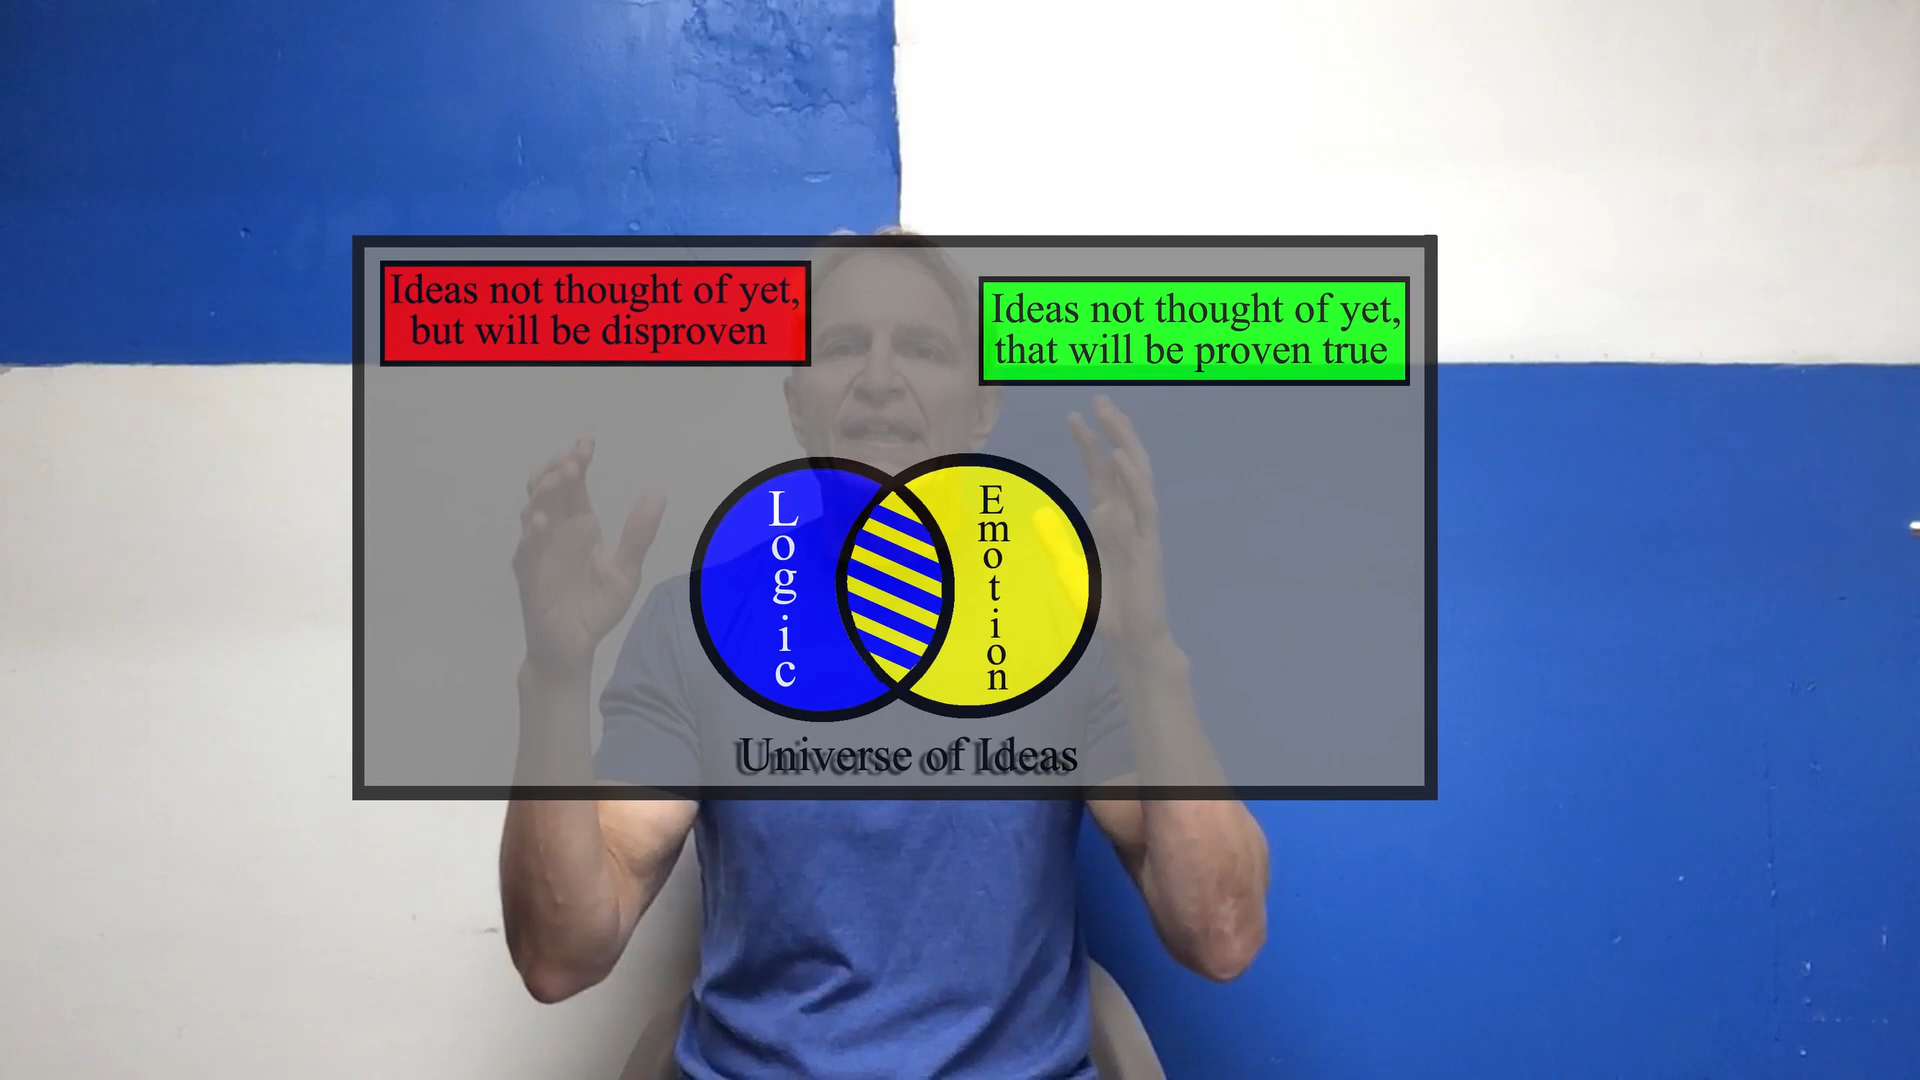 Ideas not thought of yet,
but will be disproven
Ideas not thought of yet,
that will be proven true
Logic
Emotion
Universe of Ideas